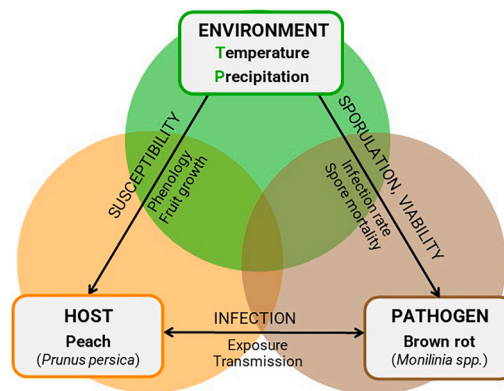 ENVIRONMENT
Temperature
Precipitation
SUSCEPTIBILITY
Phenology
Fruit growth
SPORULATION, VIABILITY
Infection rate
Spore mortality
HOST
Peach
(Prunus persica)
INFECTION
Exposure
Transmission
PATHOGEN
Brown rot
(Monilinia spp.)